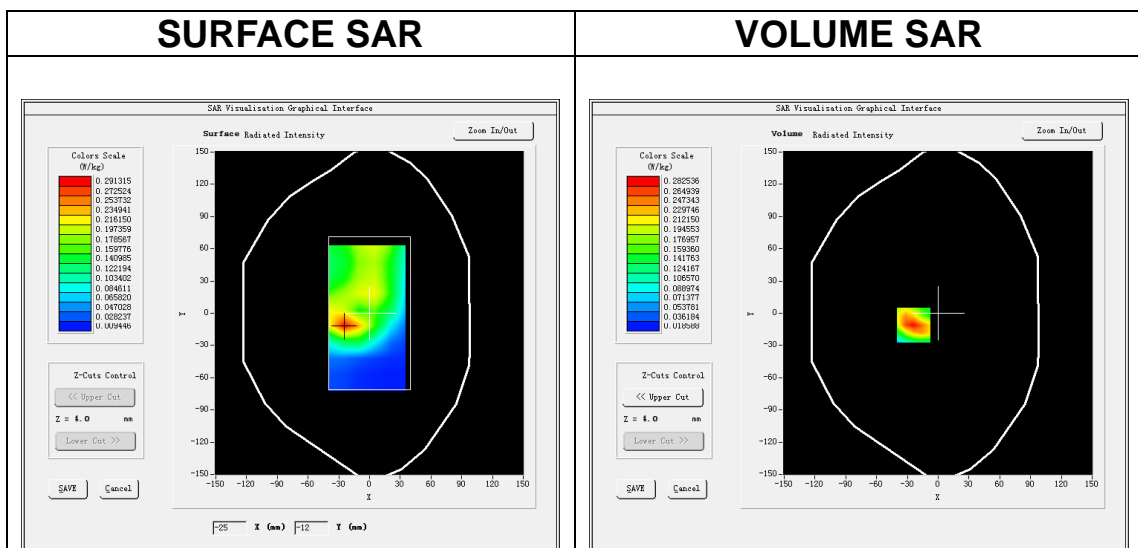 SURFACE SAR
SAR Visualisation Graphical Interface
Surface Radiated Intensity
Zoom In/Out
Colors Scale
(W/kg)
0.291315
0.272524
0.253732
0.234941
0.216150
0.197359
0.178567
0.159776
0.140985
0.122194
0.103402
0.084611
0.065820
0.047028
0.028237
0.009446
Z-Cuts Control
<< Upper Cut
Z = 4.0 mm
Lower Cut >>
SAVE Cancel
150
120
90
60
30
0
-30
-60
-90
-120
-150
Y
-150 -120 -90 -60 -30 0 30 60 90 120 150
X
-25 X (mm) -12 Y (mm)
VOLUME SAR
SAR Visualisation Graphical Interface
Volume Radiated Intensity
Zoom In/Out
Colors Scale
(W/kg)
0.282536
0.264939
0.247343
0.229746
0.212150
0.194553
0.176957
0.159360
0.141763
0.124167
0.106570
0.088974
0.071377
0.053781
0.036184
0.018588
Z-Cuts Control
<< Upper Cut
Z = 4.0 mm
Lower Cut >>
SAVE Cancel
150
120
90
60
30
0
-30
-60
-90
-120
-150
Y
-150 -120 -90 -60 -30 0 30 60 90 120 150
X